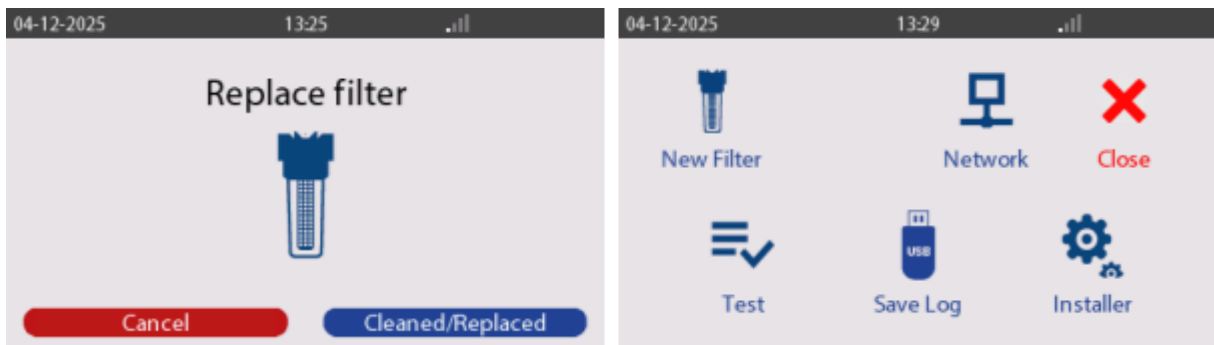 04-12-2025 13:25
Replace filter
Cancel Cleaned/Replaced
04-12-2025 13:29
New Filter Network Close
USB
Test Save Log Installer